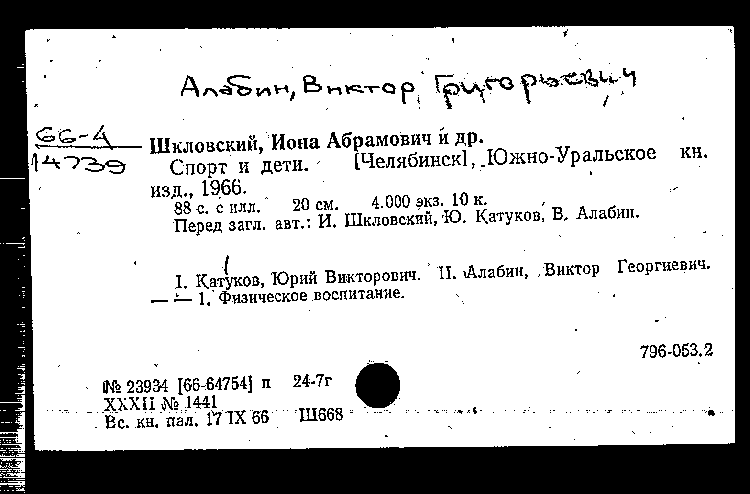 Алабин, Виктор Григорьевич
66-4
14739
Шкловский, Иона Абрамович и др.
Спорт и дети. [Челябинск], Южно-Уральское кн.
изд., 1966.
88 с. с илл. 20 см. 4.000 экз. 10 к.
Перед загл. авт.: И. Шкловский, Ю. Катуков, В. Алабин.
I. Катуков, Юрий Викторович. II. Алабин, Виктор Георгиевич.
— — 1. Физическое воспитание.
796-053.2
№ 23934 [66-64754] п 24-7г
XXXII № 1441
Вс. кн. пал. 17 IX 66 Ш668